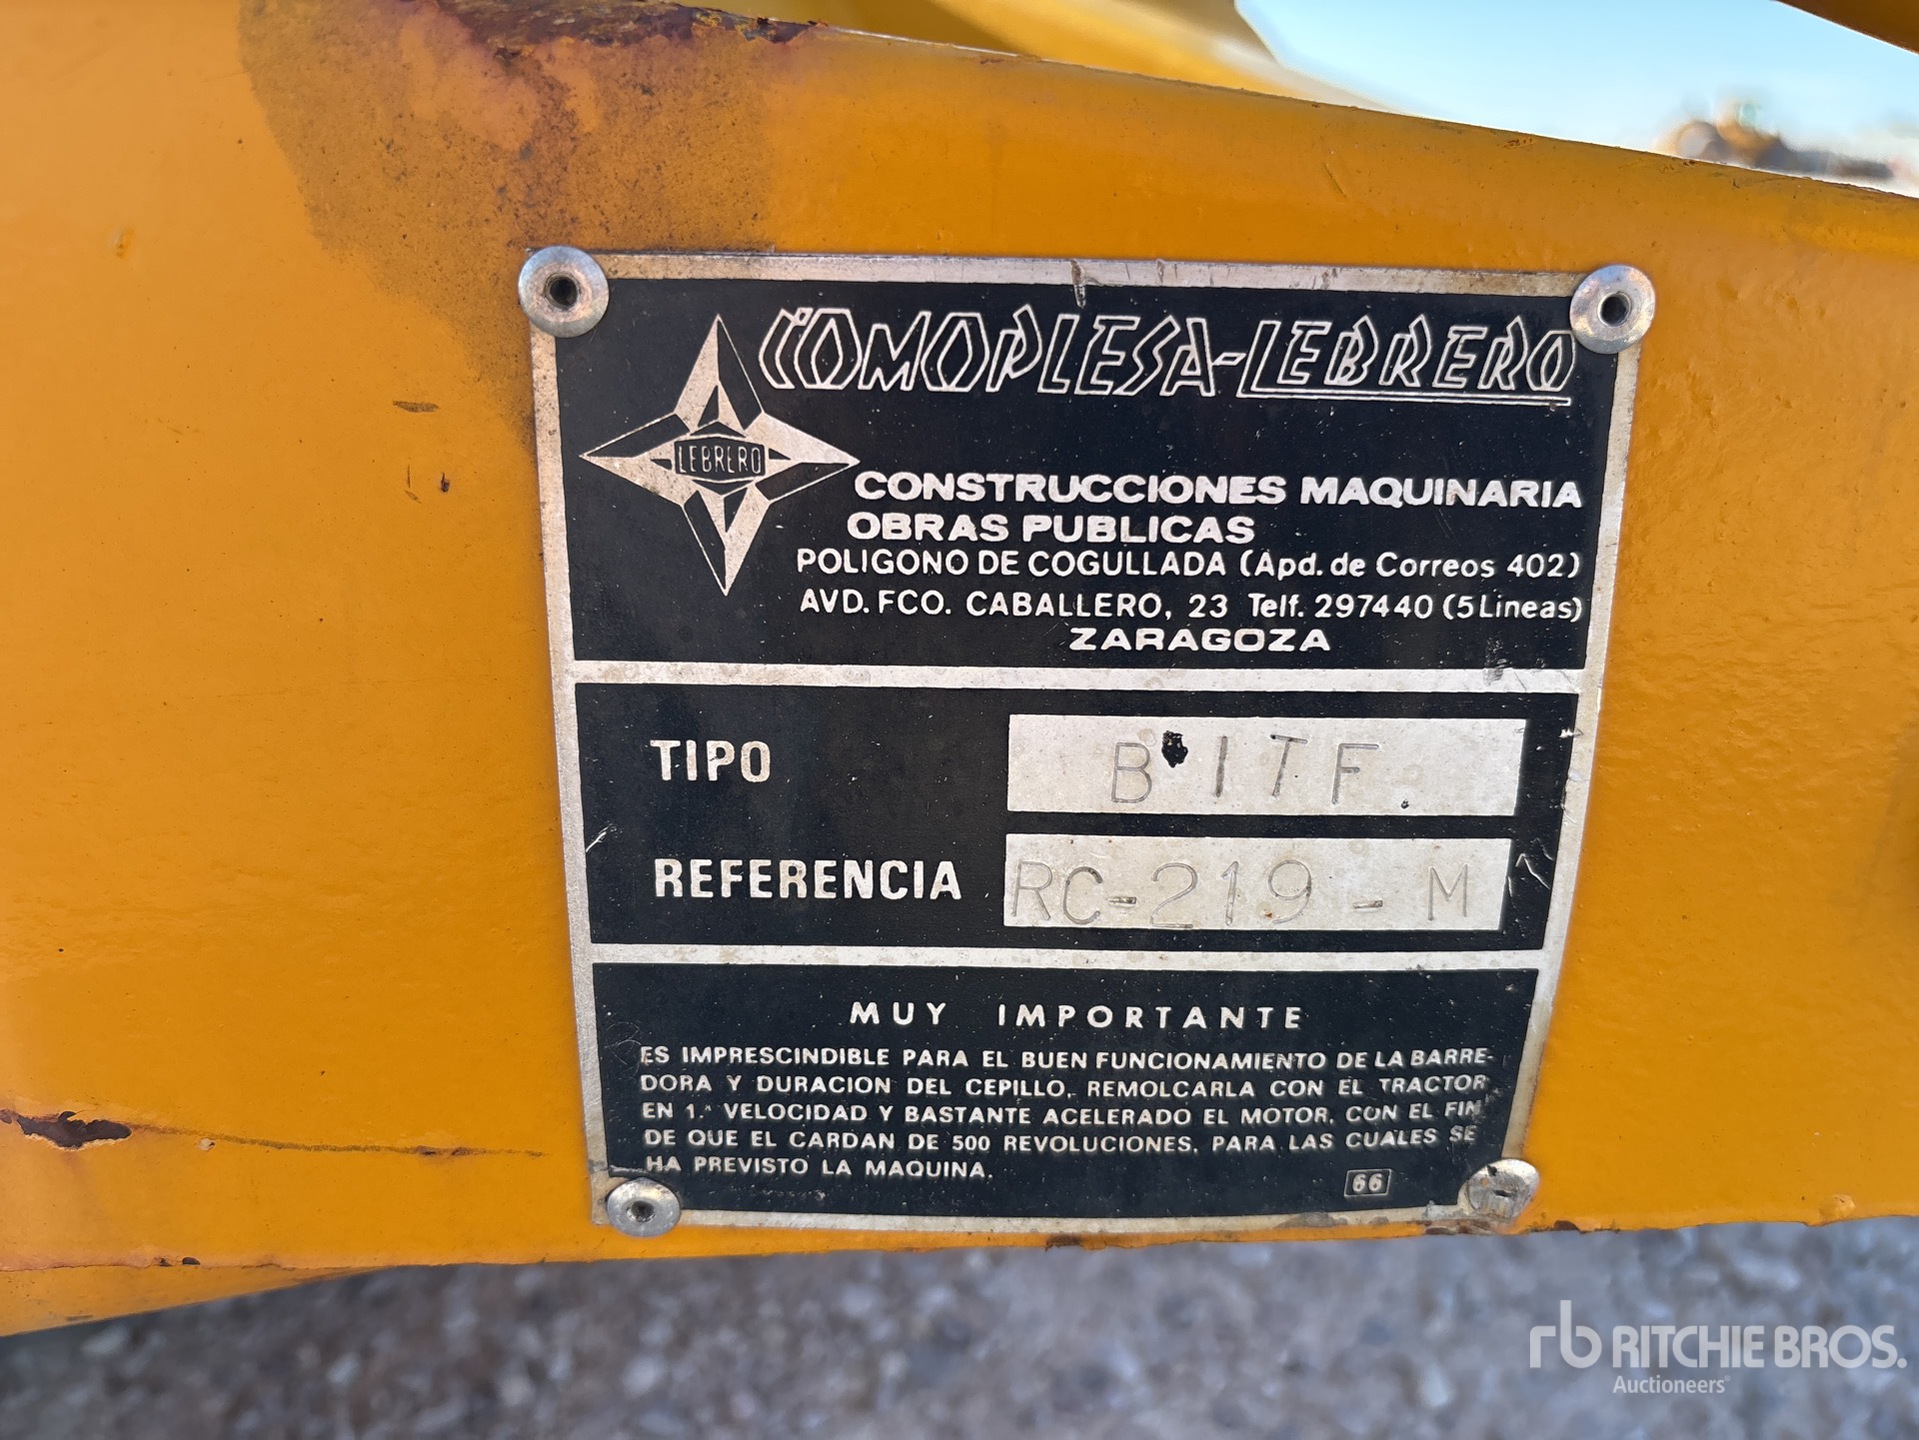 COMOPLESA-LEBRERO
LEBRERO
CONSTRUCCIONES MAQUINARIA
OBRAS PUBLICAS
POLIGONO DE COGULLADA (Apd. de Correos 402)
AVD. FCO. CABALLERO, 23 Telf. 297440 (5 Lineas)
ZARAGOZA
TIPO B ITF.
REFERENCIA RC-219-M
MUY IMPORTANTE
ES IMPRESCINDIBLE PARA EL BUEN FUNCIONAMIENTO DE LA BARRE-
DORA Y DURACION DEL CEPILLO, REMOLCARLA CON EL TRACTOR
EN 1.ª VELOCIDAD Y BASTANTE ACELERADO EL MOTOR, CON EL FIN
DE QUE EL CARDAN DE 500 REVOLUCIONES, PARA LAS CUALES SE
HA PREVISTO LA MAQUINA.
66
rb RITCHIE BROS.
Auctioneers